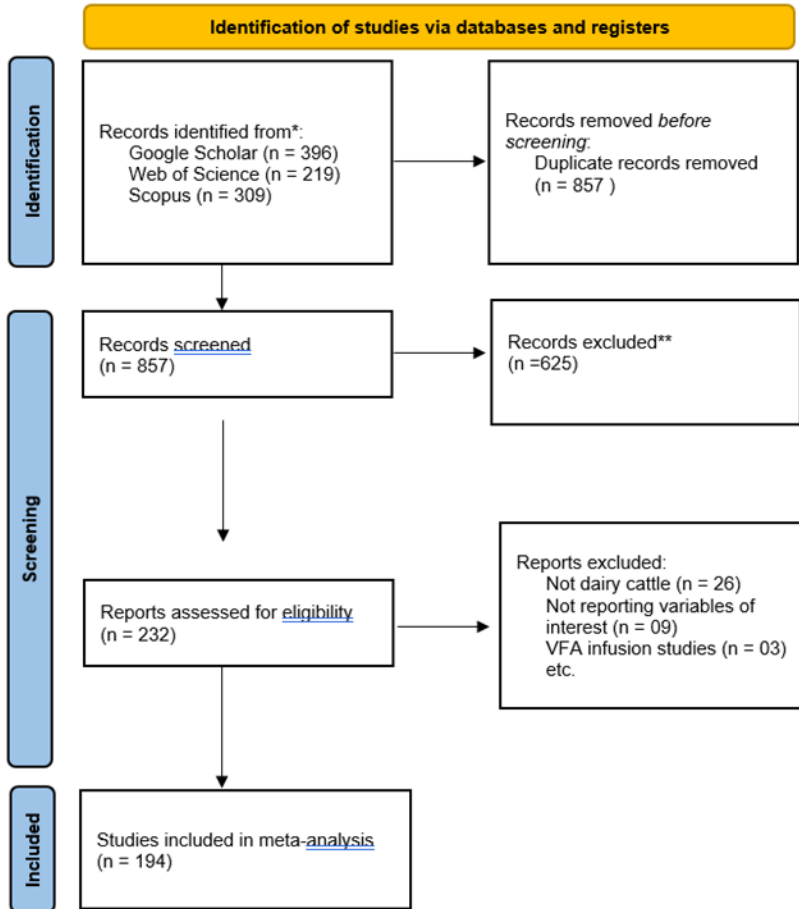 Identification of studies via databases and registers
Identification
Records identified from*:
Google Scholar (n = 396)
Web of Science (n = 219)
Scopus (n = 309)
Records removed before
screening:
Duplicate records removed
(n = 857 )
Screening
Records screened
(n = 857)
Records excluded**
(n =625)
Reports assessed for eligibility
(n = 232)
Reports excluded:
Not dairy cattle (n = 26)
Not reporting variables of
interest (n = 09)
VFA infusion studies (n = 03)
etc.
Included
Studies included in meta-analysis
(n = 194)